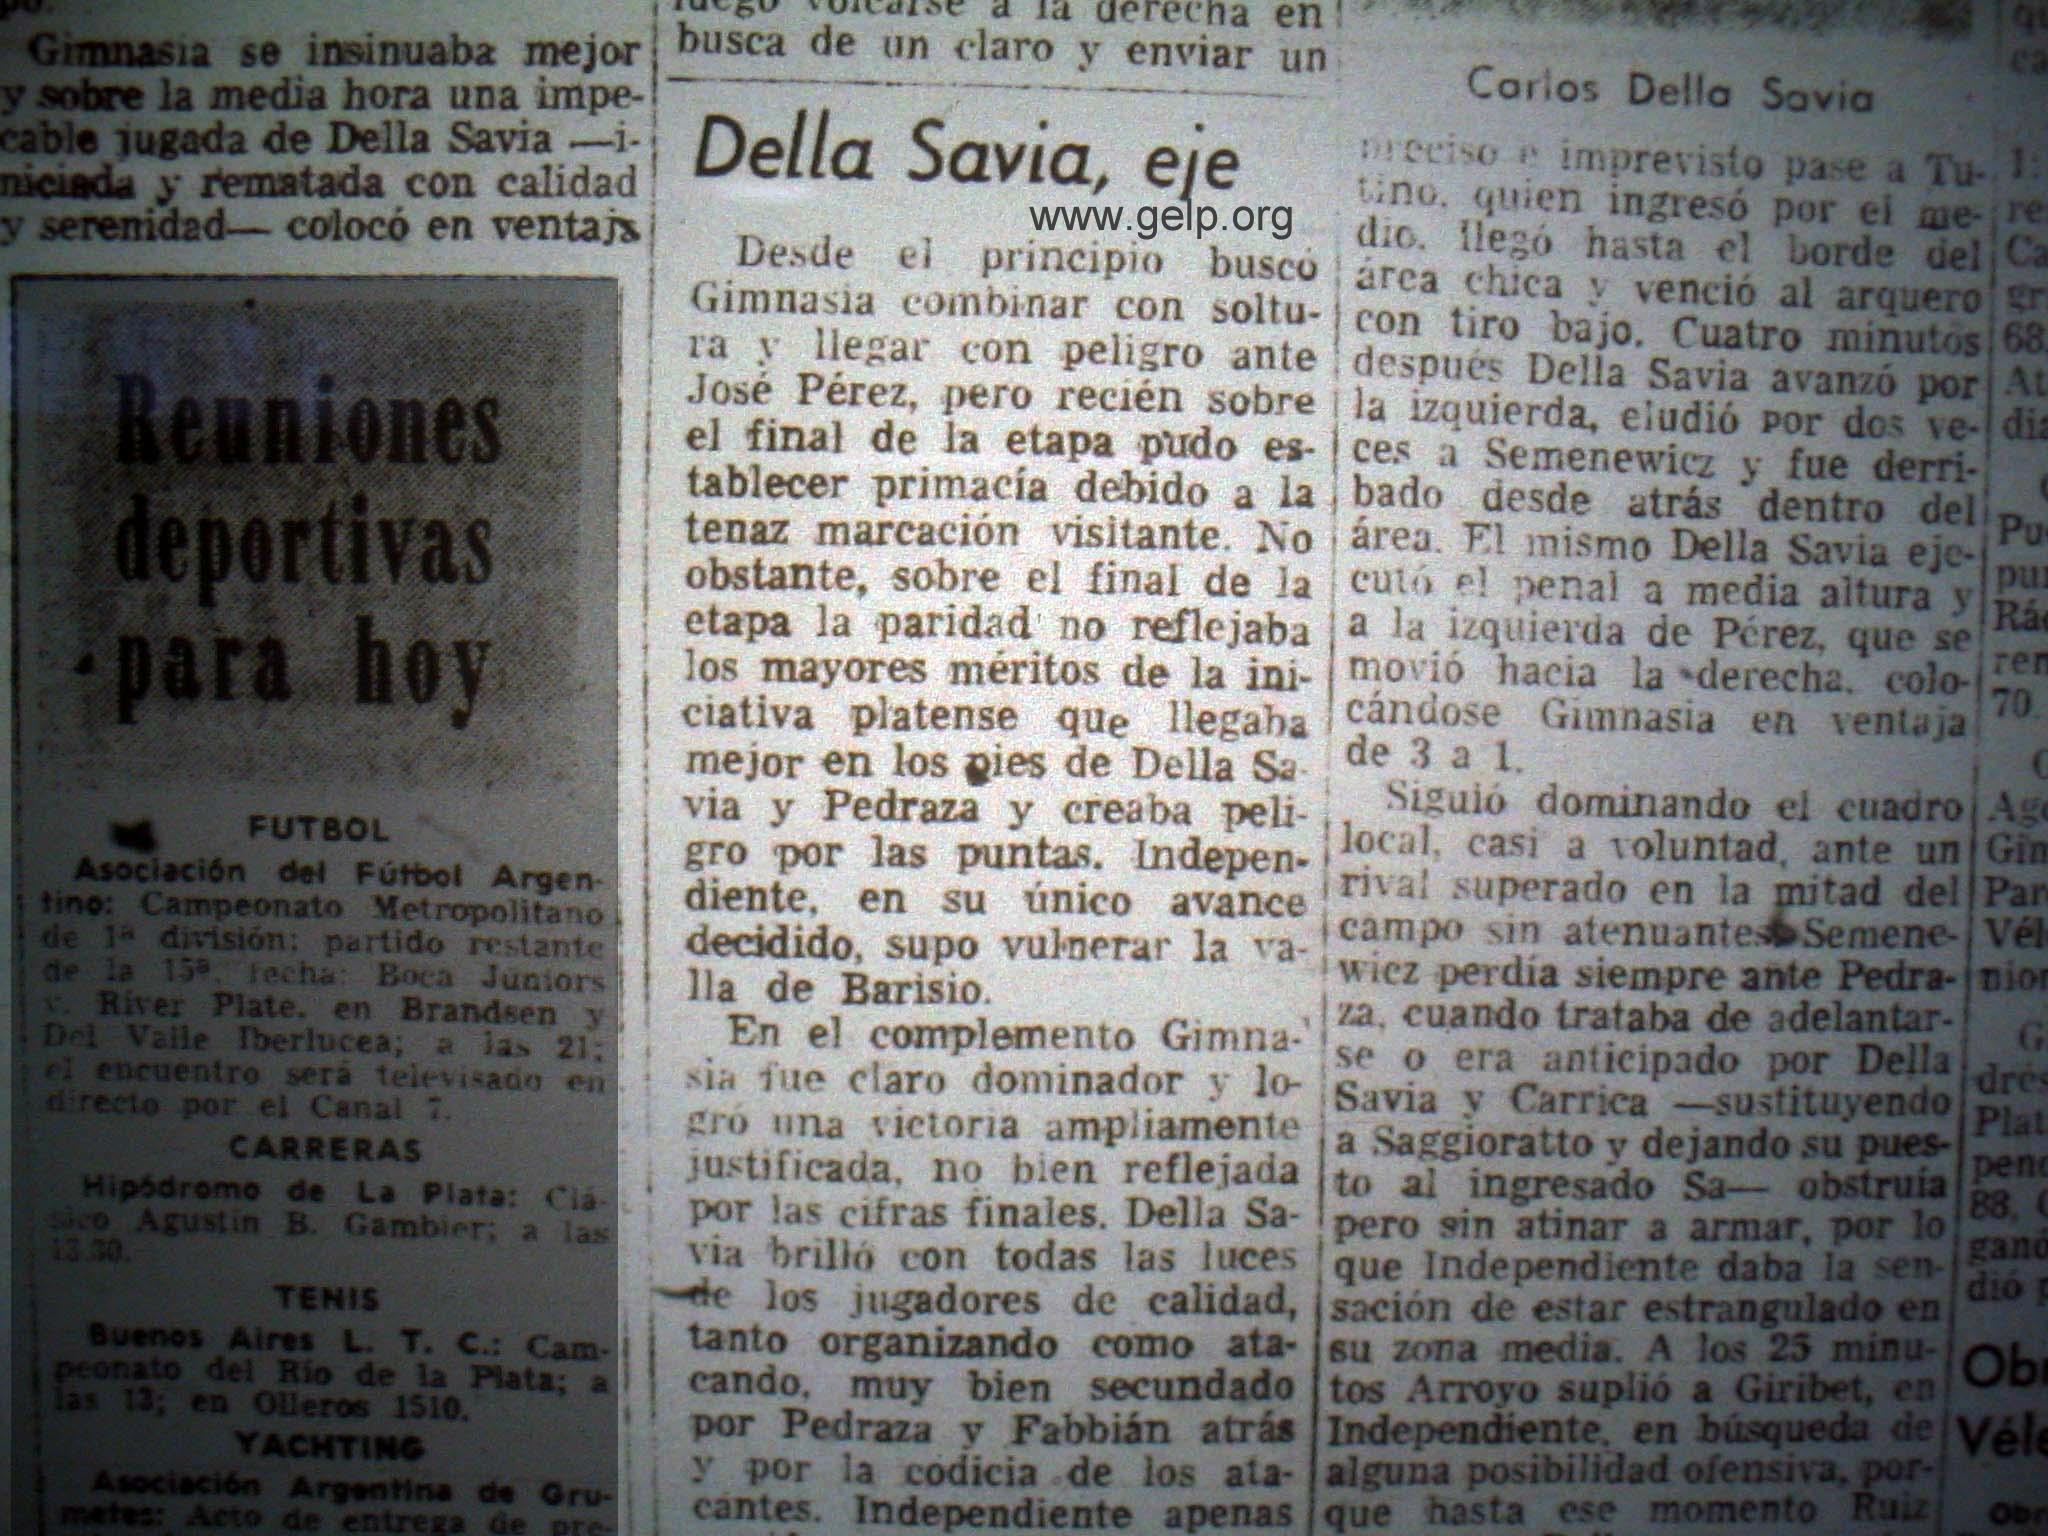 Gimnasia se insinuaba mejor
y sobre la media hora una impe-
cable jugada de Della Savia —i-
niciada y rematada con calidad
y serenidad— colocó en ventaja
Reuniones
deportivas
para hoy
FUTBOL
Asociación del Fútbol Argen-
tino: Campeonato Metropolitano
de 1ª división: partido restante
de la 15ª. fecha: Boca Juniors
v. River Plate. en Brandsen y
Del Valle Iberlucea; a las 21;
el encuentro será televisado en
directo por el Canal 7.
CARRERAS
Hipódromo de La Plata: Clá-
sico Agustín B. Gambier; a las
13.30.
TENIS
Buenos Aires L. T. C.: Cam-
peonato del Río de la Plata; a
las 13; en Olleros 1510.
YACHTING
Asociación Argentina de Gru-
metes: Acto de entrega de pre-
luego volcarse a la derecha en
busca de un claro y enviar un
Della Savia, eje
www.gelp.org
Desde el principio buscó
Gimnasia combinar con soltu-
ra y llegar con peligro ante
José Pérez, pero recién sobre
el final de la etapa pudo es-
tablecer primacía debido a la
tenaz marcación visitante. No
obstante, sobre el final de la
etapa la paridad no reflejaba
los mayores méritos de la ini-
ciativa platense que llegaba
mejor en los pies de Della Sa-
via y Pedraza y creaba peli-
gro por las puntas. Indepen-
diente, en su único avance
decidido, supo vulnerar la va-
lla de Barisio.
En el complemento Gimna-
sia fue claro dominador y lo-
gró una victoria ampliamente
justificada, no bien reflejada
por las cifras finales. Della Sa-
via brilló con todas las luces
de los jugadores de calidad,
tanto organizando como ata-
cando, muy bien secundado
por Pedraza y Fabbián atrás
y por la codicia de los ata-
cantes. Independiente apenas
Carlos Della Savia
preciso e imprevisto pase a Tu-
tino, quien ingresó por el me-
dio, llegó hasta el borde del
área chica y venció al arquero
con tiro bajo. Cuatro minutos
después Della Savia avanzó por
la izquierda, eludió por dos ve-
ces a Semenewicz y fue derri-
bado desde atrás dentro del
área. El mismo Della Savia eje-
cutó el penal a media altura y
a la izquierda de Pérez, que se
movió hacia la derecha, colo-
cándose Gimnasia en ventaja
de 3 a 1.
Siguió dominando el cuadro
local, casi a voluntad, ante un
rival superado en la mitad del
campo sin atenuantes. Semene-
wicz perdía siempre ante Pedra-
za, cuando trataba de adelantar-
se o era anticipado por Della
Savia y Carrica —sustituyendo
a Saggioratto y dejando su pues-
to al ingresado Sa— obstruía
pero sin atinar a armar, por lo
que Independiente daba la sen-
sación de estar estrangulado en
su zona media. A los 25 minu-
tos Arroyo suplió a Giribet, en
Independiente, en búsqueda de
alguna posibilidad ofensiva, por-
que hasta ese momento Ruiz